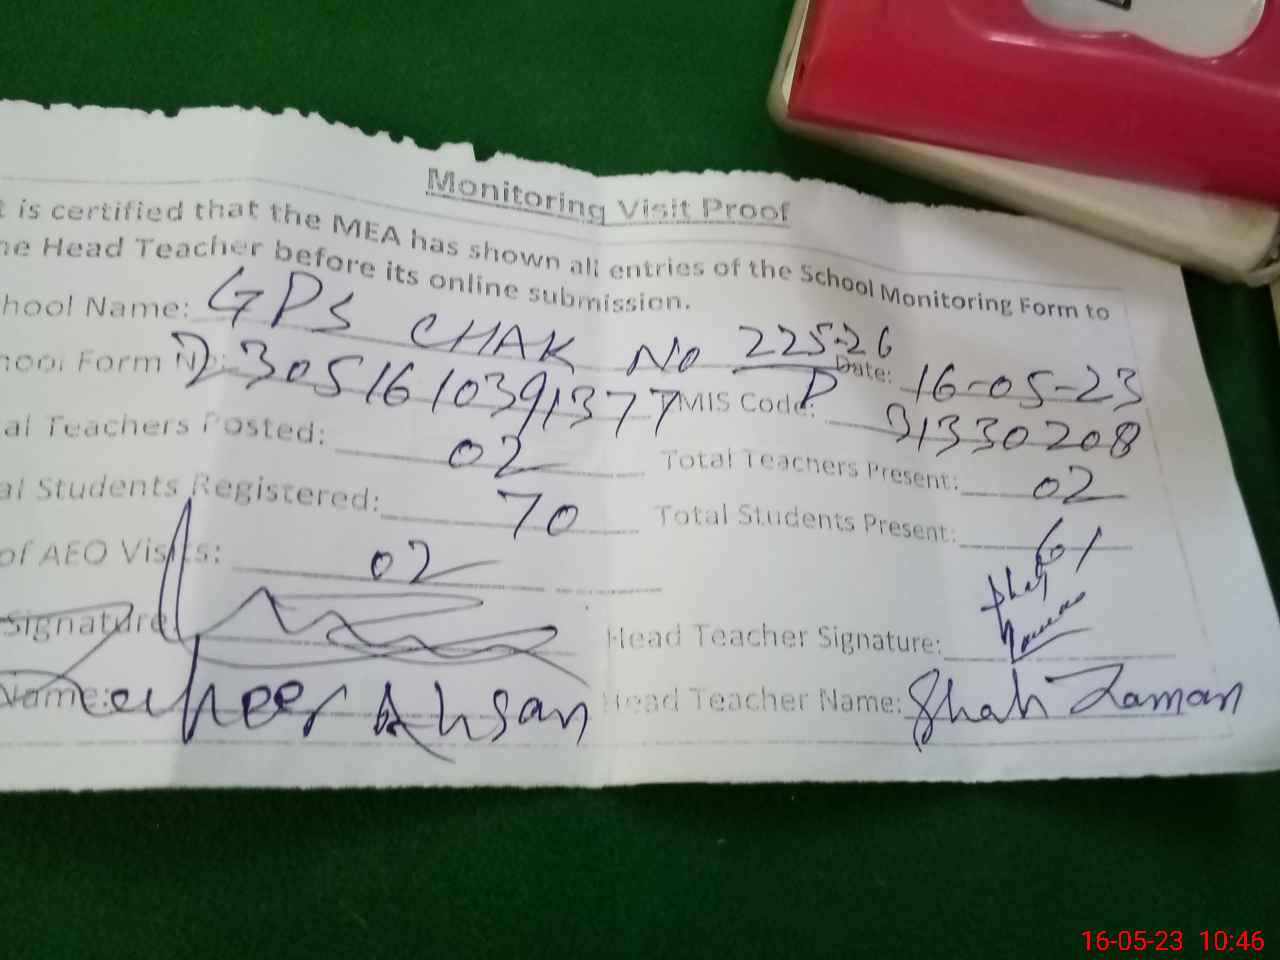 Monitoring Visit Proof
t is certified that the MEA has shown all entries of the School Monitoring Form to
he Head Teacher before its online submission.
hool Name: GPS CHAK No 225-26/P
hool Form No: 23051610391377 Date: 16-05-23
EMIS Code: 31330208
al Teachers Posted: 02 Total Teachers Present: 02
al Students Registered: 70 Total Students Present: 61
of AEO Visits: 02
Signature Head Teacher Signature:
Name: Ahsan Head Teacher Name: Shah Zaman
16-05-23 10:46